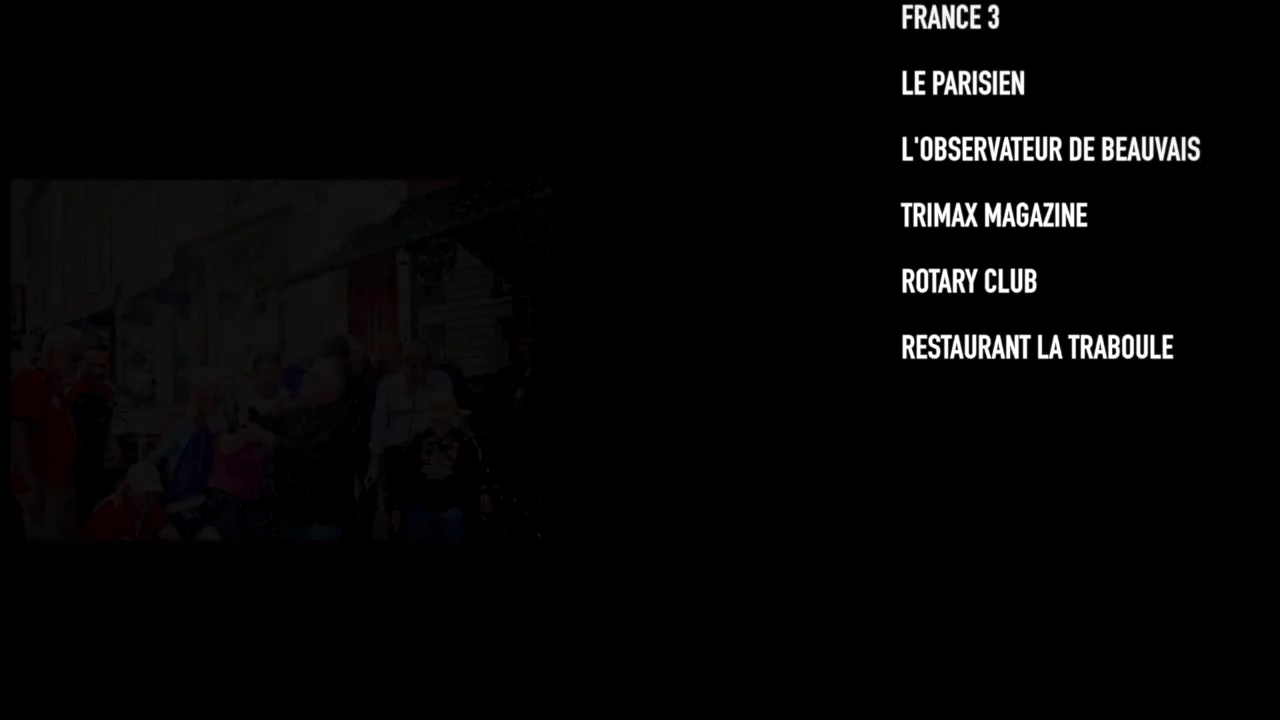 FRANCE 3
LE PARISIEN
L'OBSERVATEUR DE BEAUVAIS
TRIMAX MAGAZINE
ROTARY CLUB
RESTAURANT LA TRABOULE